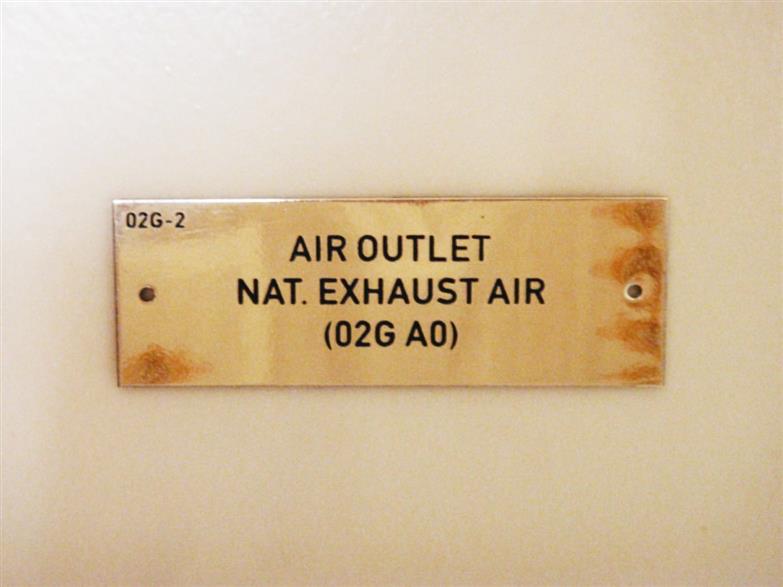 02G-2
AIR OUTLET
NAT. EXHAUST AIR
(02G A0)